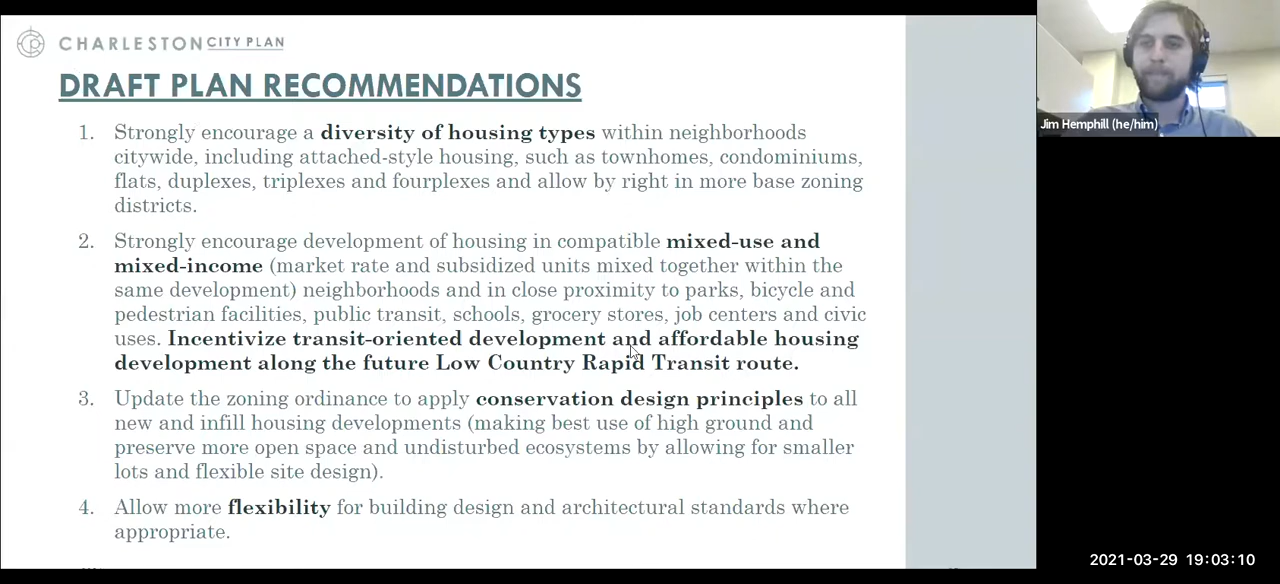 CHARLESTON CITY PLAN
DRAFT PLAN RECOMMENDATIONS
1. Strongly encourage a diversity of housing types within neighborhoods
citywide, including attached-style housing, such as townhomes, condominiums,
flats, duplexes, triplexes and fourplexes and allow by right in more base zoning
districts.
2. Strongly encourage development of housing in compatible mixed-use and
mixed-income (market rate and subsidized units mixed together within the
same development) neighborhoods and in close proximity to parks, bicycle and
pedestrian facilities, public transit, schools, grocery stores, job centers and civic
uses. Incentivize transit-oriented development and affordable housing
development along the future Low Country Rapid Transit route.
3. Update the zoning ordinance to apply conservation design principles to all
new and infill housing developments (making best use of high ground and
preserve more open space and undisturbed ecosystems by allowing for smaller
lots and flexible site design).
4. Allow more flexibility for building design and architectural standards where
appropriate.
Jim Hemphill (he/him)
2021-03-29 19:03:10